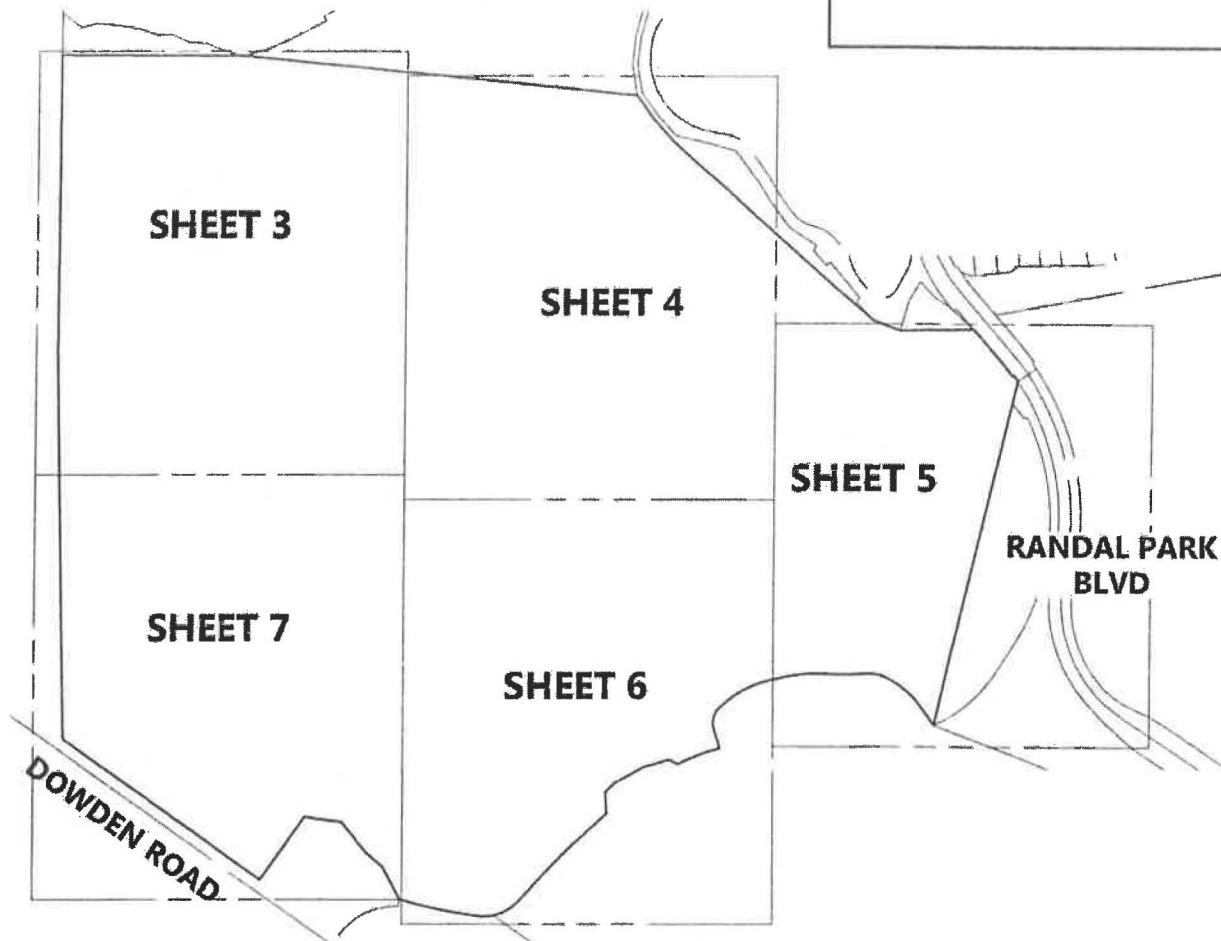 SHEET 3
SHEET 4
SHEET 5
RANDAL PARK
BLVD
SHEET 7
SHEET 6
DOWDEN ROAD